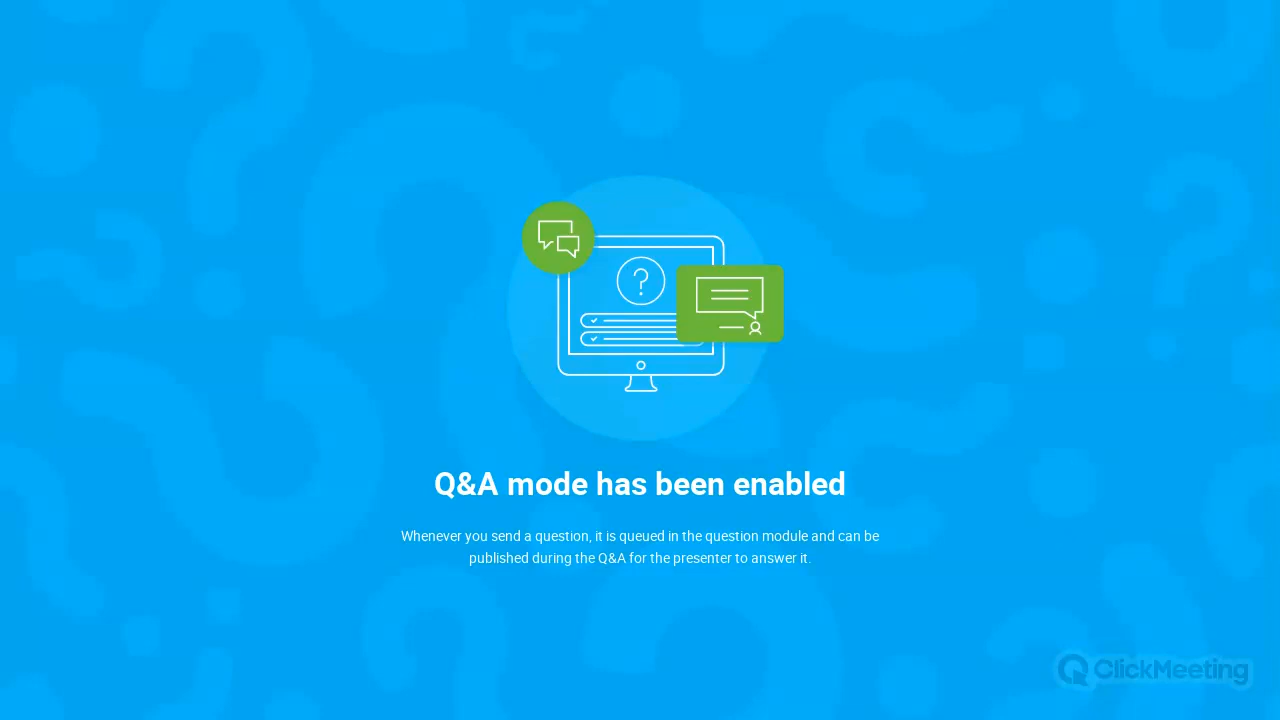 Q&A mode has been enabled
Whenever you send a question, it is queued in the question module and can be
published during the Q&A for the presenter to answer it.
ClickMeeting